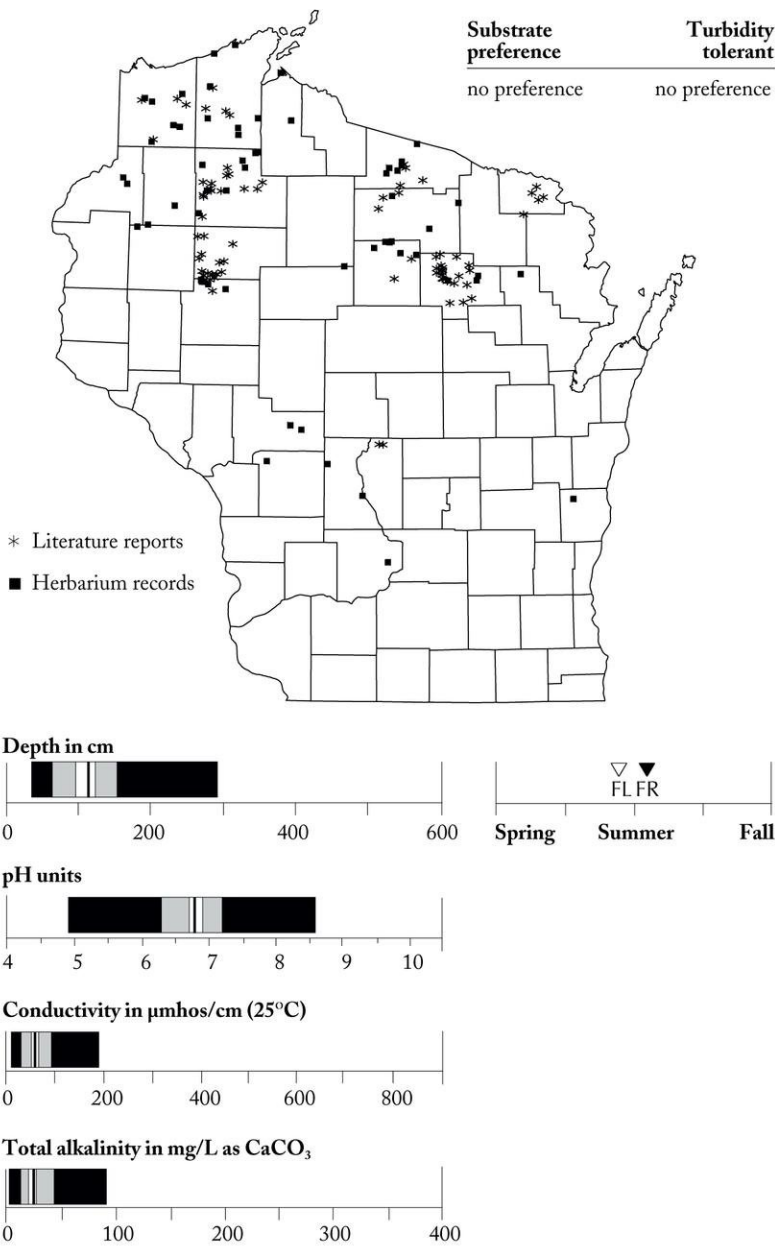 Substrate preference Turbidity tolerant
no preference no preference
* Literature reports
■ Herbarium records
Depth in cm
0 200 400 600
FL FR
Spring Summer Fall
pH units
4 5 6 7 8 9 10
Conductivity in µmhos/cm (25°C)
0 200 400 600 800
Total alkalinity in mg/L as CaCO₃
0 100 200 300 400